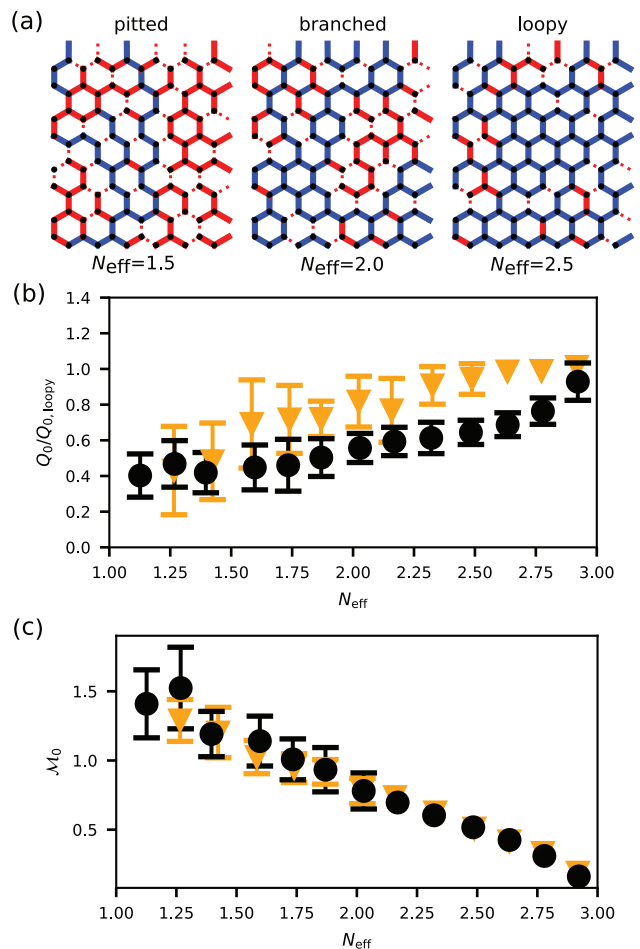 (a)
pitted branched loopy
N_eff=1.5 N_eff=2.0 N_eff=2.5
(b)
1.4
1.2
1.0
0.8
0.6
0.4
0.2
0.0
Q_0/Q_0,loopy
1.00 1.25 1.50 1.75 2.00 2.25 2.50 2.75 3.00
N_eff
(c)
1.5
1.0
0.5
ℳ_0
1.00 1.25 1.50 1.75 2.00 2.25 2.50 2.75 3.00
N_eff